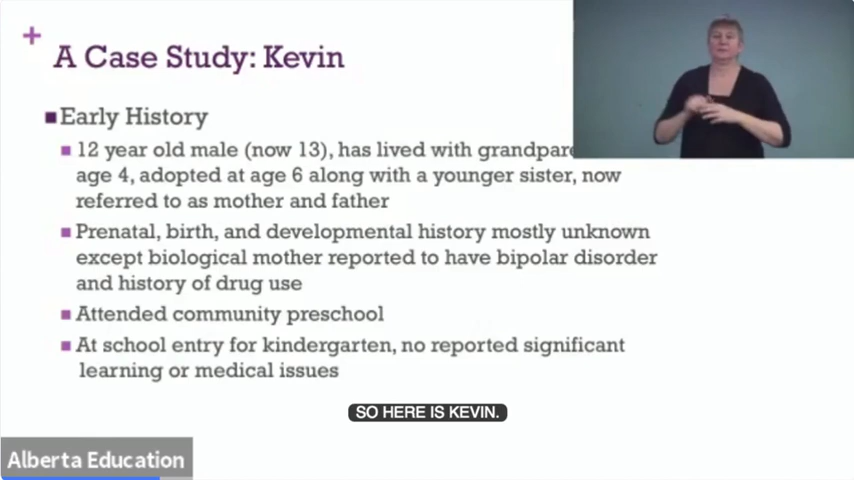 +
A Case Study: Kevin
■ Early History
■ 12 year old male (now 13), has lived with
age 4, adopted at age 6 along with a younger sister, now
referred to as mother and father
■ Prenatal, birth, and developmental history mostly unknown
except biological mother reported to have bipolar disorder
and history of drug use
■ Attended community preschool
■ At school entry for kindergarten, no reported significant
learning or medical issues
SO HERE IS KEVIN.
Alberta Education